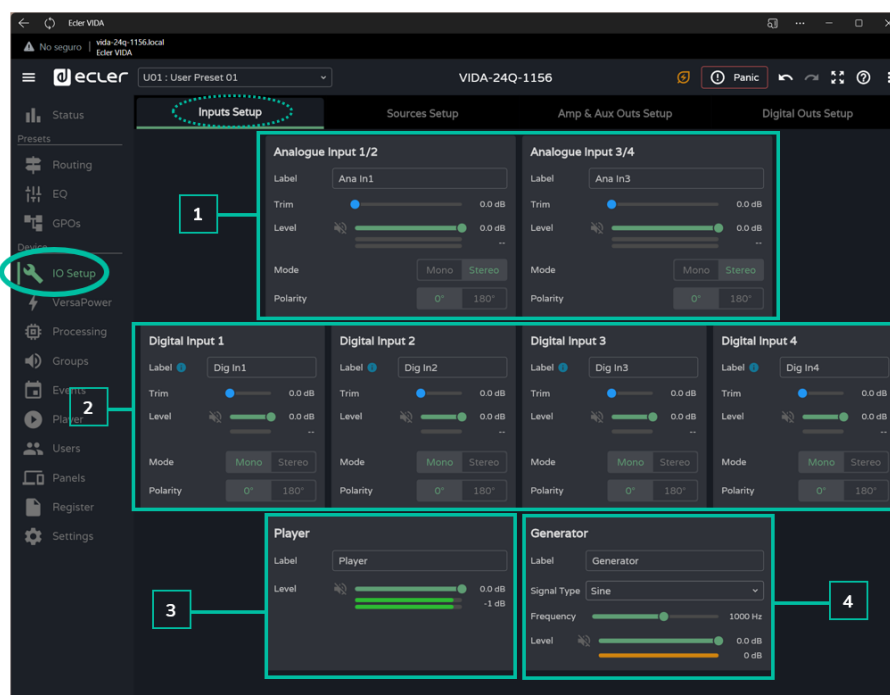 Ecler VIDA
No seguro
vida-24q-1156.local
Ecler VIDA
ecler
U01 : User Preset 01
VIDA-24Q-1156
Panic
Status
Presets
Routing
EQ
GPOs
Device
IO Setup
VersaPower
Processing
Groups
Events
Player
Users
Panels
Register
Settings
Inputs Setup
Sources Setup
Amp & Aux Outs Setup
Digital Outs Setup
1
Analogue Input 1/2
Label Ana In1
Trim 0.0 dB
Level 0.0 dB
--
Mode Mono Stereo
Polarity 0° 180°
Analogue Input 3/4
Label Ana In3
Trim 0.0 dB
Level 0.0 dB
--
Mode Mono Stereo
Polarity 0° 180°
2
Digital Input 1
Label Dig In1
Trim 0.0 dB
Level 0.0 dB
--
Mode Mono Stereo
Polarity 0° 180°
Digital Input 2
Label Dig In2
Trim 0.0 dB
Level 0.0 dB
--
Mode Mono Stereo
Polarity 0° 180°
Digital Input 3
Label Dig In3
Trim 0.0 dB
Level 0.0 dB
--
Mode Mono Stereo
Polarity 0° 180°
Digital Input 4
Label Dig In4
Trim 0.0 dB
Level 0.0 dB
--
Mode Mono Stereo
Polarity 0° 180°
3
Player
Label Player
Level 0.0 dB
-1 dB
Generator
Label Generator
Signal Type Sine
Frequency 1000 Hz
Level 0.0 dB
0 dB
4